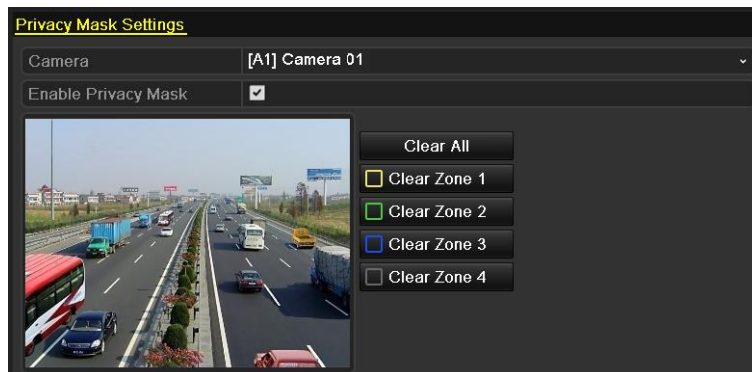 Privacy Mask Settings
Camera [A1] Camera 01
Enable Privacy Mask
Clear All
Clear Zone 1
Clear Zone 2
Clear Zone 3
Clear Zone 4